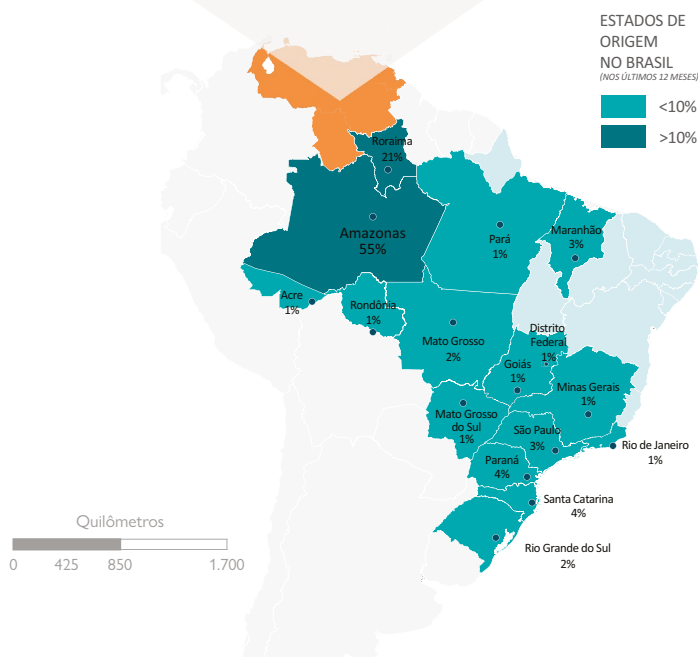 ESTADOS DE
ORIGEM
NO BRASIL
(NOS ÚLTIMOS 12 MESES)
<10%
>10%
Roraima
21%
Amazonas
55%
Pará
1%
Maranhão
3%
Acre
1%
Rondônia
1%
Mato Grosso
2%
Distrito
Federal
1%
Goiás
1%
Minas Gerais
1%
Mato Grosso
do Sul
1%
São Paulo
3%
Rio de Janeiro
1%
Paraná
4%
Santa Catarina
4%
Rio Grande do Sul
2%
Quilômetros
0 425 850 1.700